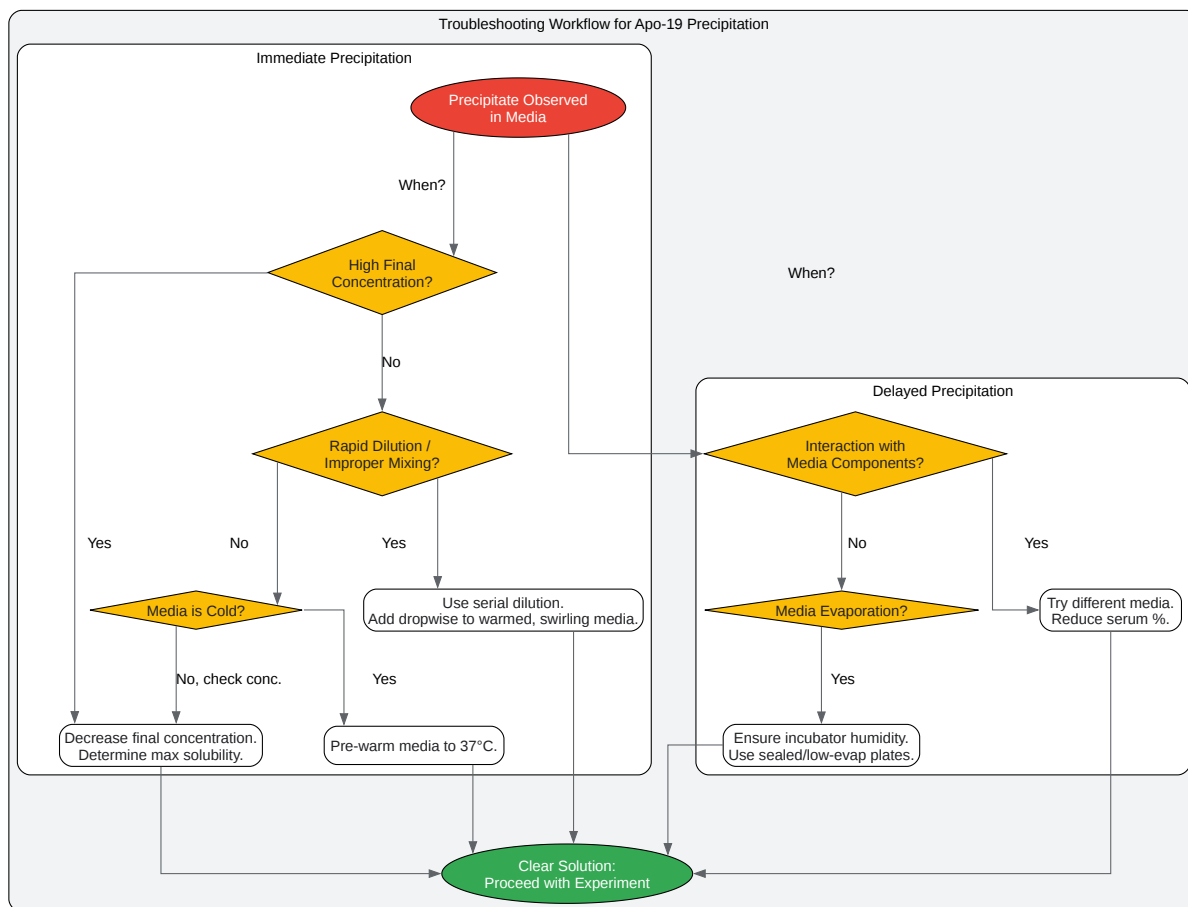 Troubleshooting Workflow for Apo-19 Precipitation
Immediate Precipitation
Precipitate Observed
in Media
When?
High Final
Concentration?
When?
No
Delayed Precipitation
Rapid Dilution /
Improper Mixing?
Interaction with
Media Components?
Yes
No
Yes
No
Yes
Media is Cold?
Use serial dilution.
Add dropwise to warmed, swirling media.
Media Evaporation?
Try different media.
Reduce serum %.
No, check conc.
Yes
Yes
Decrease final concentration.
Determine max solubility.
Pre-warm media to 37°C.
Ensure incubator humidity.
Use sealed/low-evap plates.
Clear Solution:
Proceed with Experiment